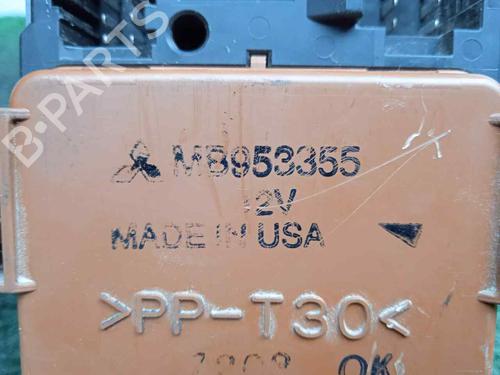 MB953355
12V
MADE IN USA
>PP-T30<
OK
B-PARTS